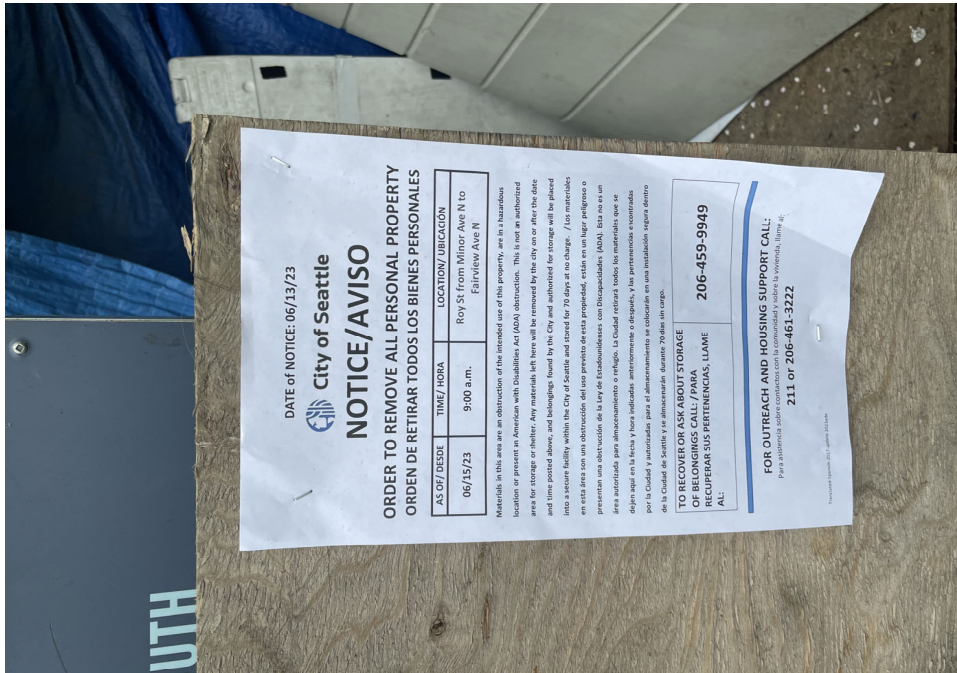 DATE of NOTICE: 06/13/23
City of Seattle
NOTICE/AVISO
ORDER TO REMOVE ALL PERSONAL PROPERTY
ORDEN DE RETIRAR TODOS LOS BIENES PERSONALES
AS OF/ DESDE TIME/ HORA LOCATION/ UBICACIÓN
06/15/23 9:00 a.m. Roy St from Minor Ave N to
Fairview Ave N
Materials in this area are an obstruction of the intended use of this property, are in a hazardous
location or present in American with Disabilities Act (ADA) obstruction. This is not an authorized
area for storage or shelter. Any materials left here will be removed by the city on or after the date
and time posted above, and belongings found by the City and authorized for storage will be placed
into a secure facility within the City of Seattle and stored for 70 days at no charge. / Los materiales
en esta área son una obstrucción del uso previsto de esta propiedad, están en un lugar peligroso o
presentan una obstrucción de la Ley de Estadounideses con Discapacidades (ADA). Esta no es un
área autorizada para almacenamiento o refugio. La Ciudad retirará todos los materiales que se
dejen aquí en la fecha y hora indicadas anteriormente o después, y las pertenencias encontradas
por la Ciudad y autorizadas para el almacenamiento se colocarán en una instalación segura dentro
de la Ciudad de Seattle y se almacenarán durante 70 días sin cargo.
TO RECOVER OR ASK ABOUT STORAGE
OF BELONGINGS CALL: / PARA
RECUPERAR SUS PERTENENCIAS, LLAME
AL:
206-459-9949
FOR OUTREACH AND HOUSING SUPPORT CALL:
Para asistencia sobre contactos con la comunidad y sobre la vivienda, llame al:
211 or 206-461-3222
UTH